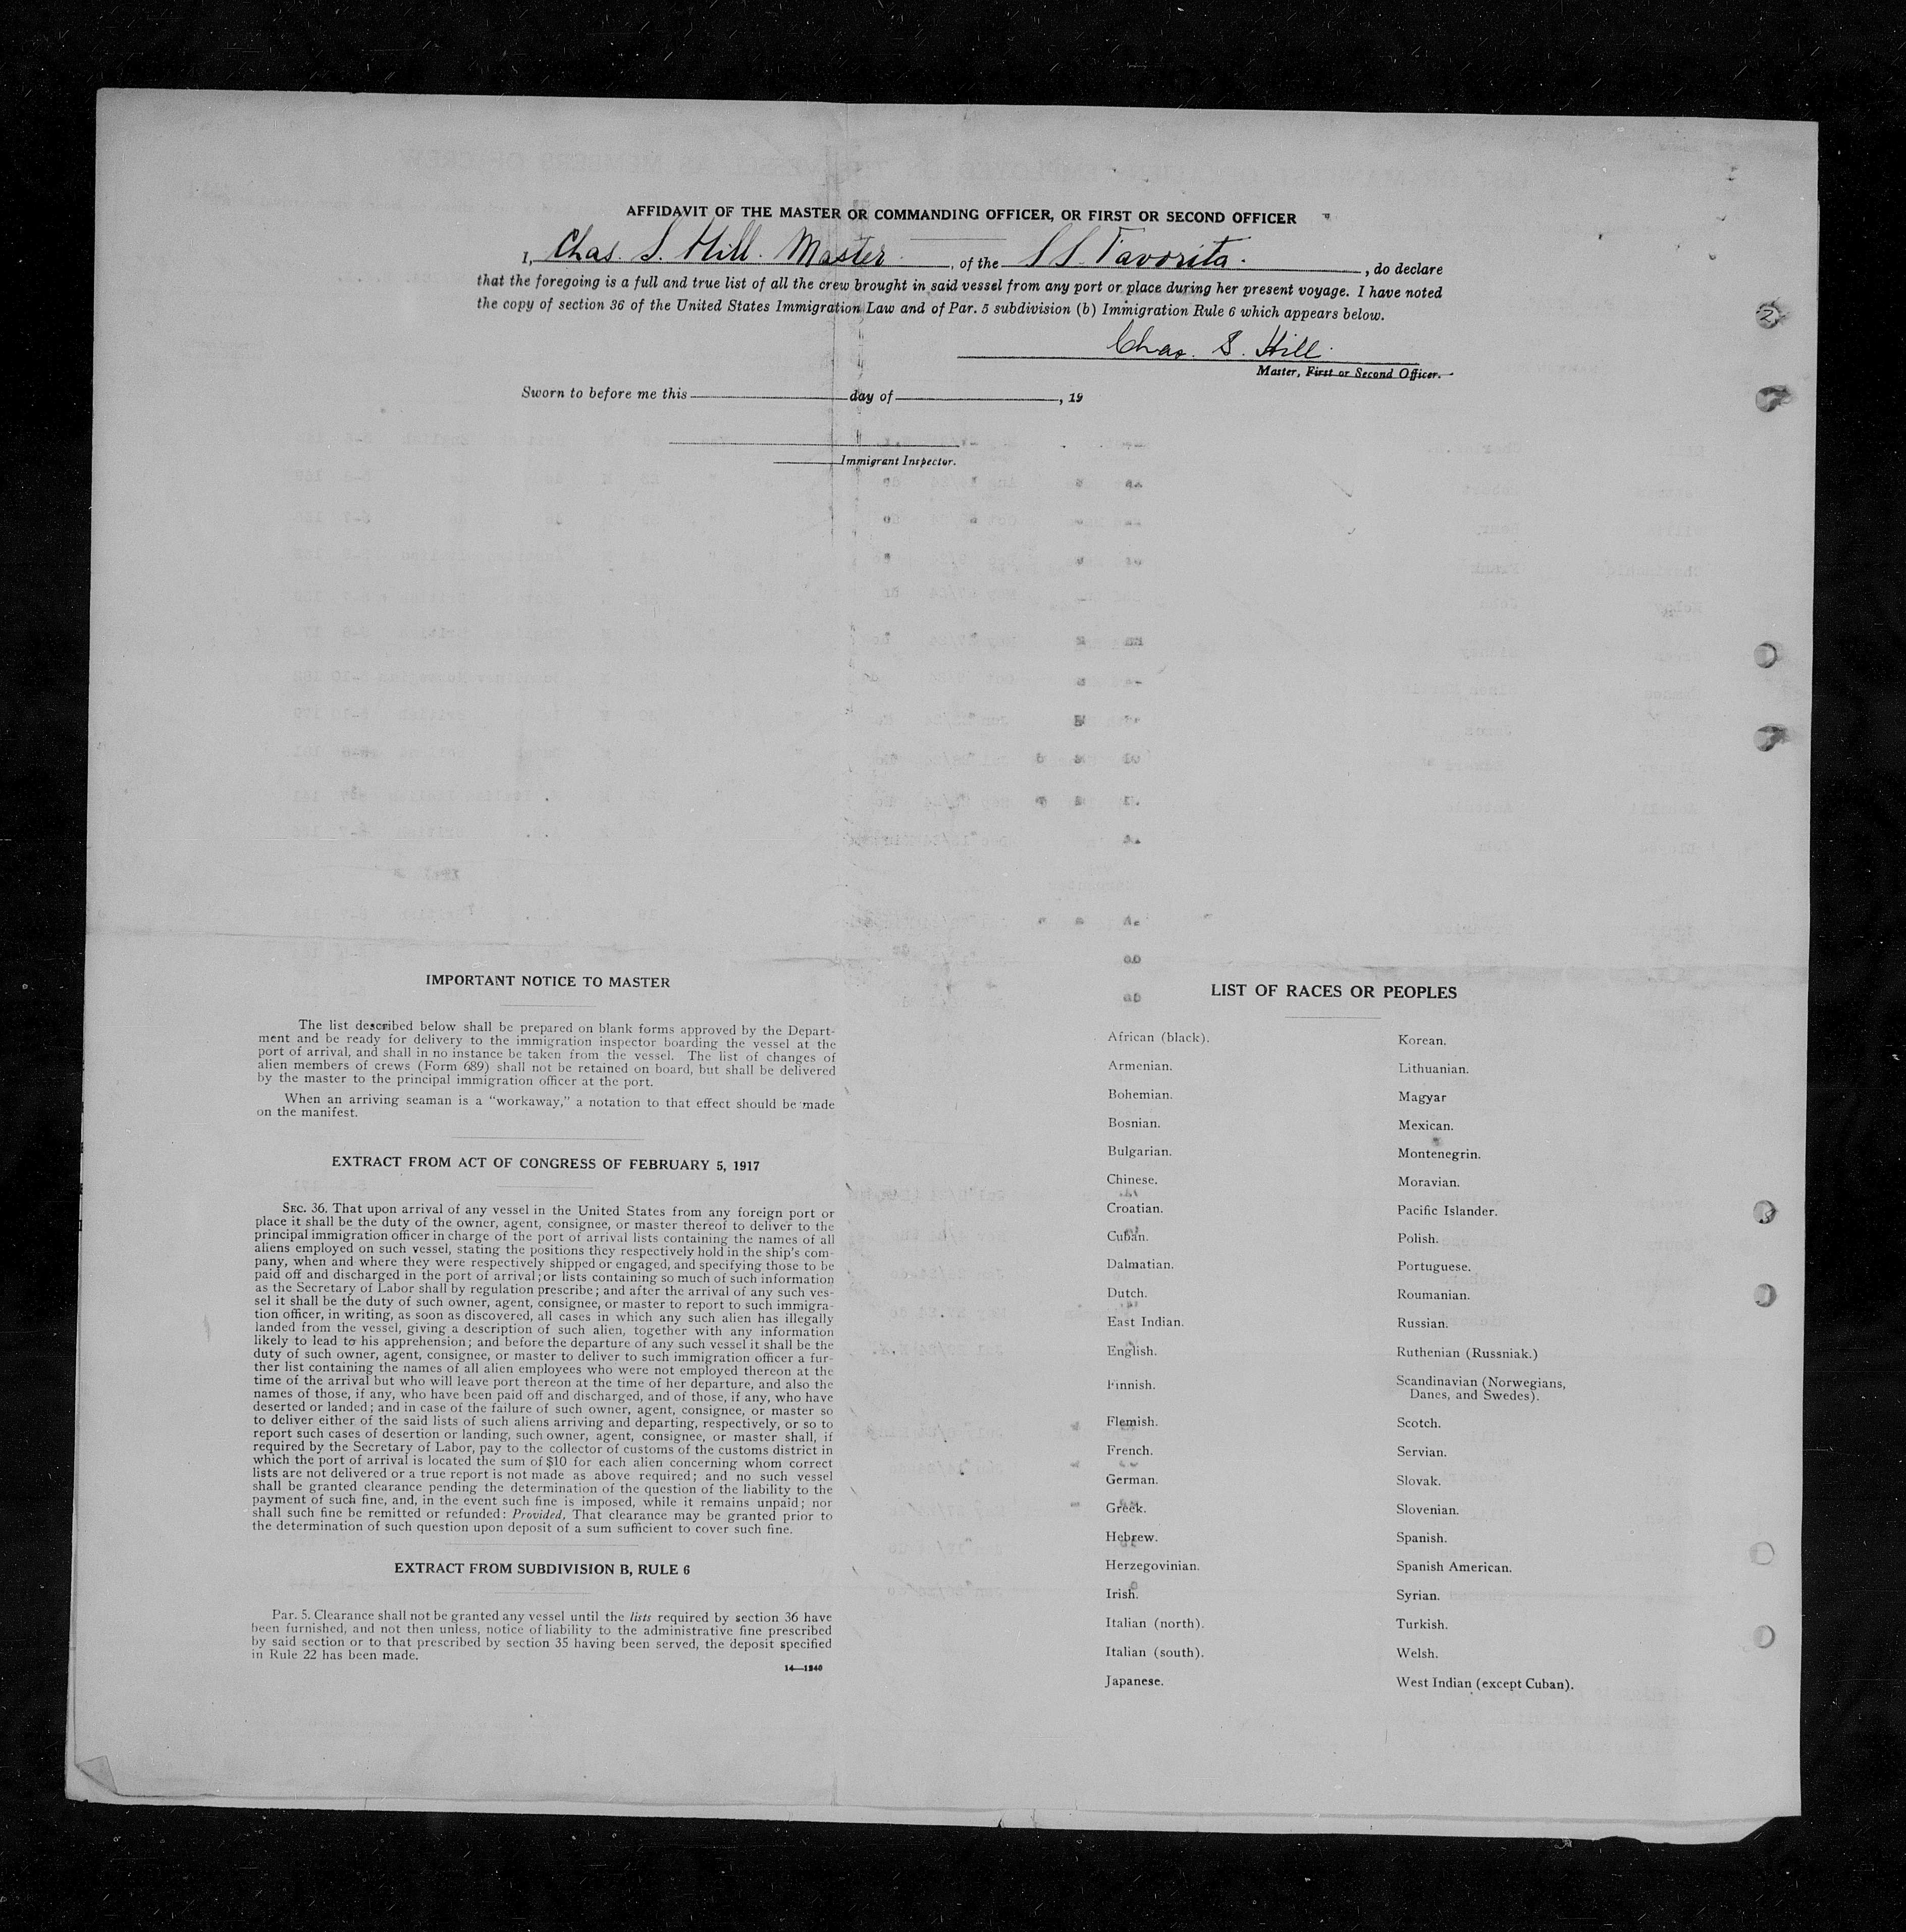 AFFIDAVIT OF THE MASTER OR COMMANDING OFFICER, OR FIRST OR SECOND OFFICER
I, Chas. S. Hill. Master, of the SS. Favorita., do declare
that the foregoing is a full and true list of all the crew brought in said vessel from any port or place during her present voyage. I have noted
the copy of section 36 of the United States Immigration Law and of Par. 5 subdivision (b) Immigration Rule 6 which appears below.
Chas. S. Hill.
Master, First or Second Officer.
Sworn to before me this day of , 19
Immigrant Inspector.
IMPORTANT NOTICE TO MASTER
The list described below shall be prepared on blank forms approved by the Depart-
ment and be ready for delivery to the immigration inspector boarding the vessel at the
port of arrival, and shall in no instance be taken from the vessel. The list of changes of
alien members of crews (Form 689) shall not be retained on board, but shall be delivered
by the master to the principal immigration officer at the port.
When an arriving seaman is a "workaway," a notation to that effect should be made
on the manifest.
EXTRACT FROM ACT OF CONGRESS OF FEBRUARY 5, 1917
SEC. 36. That upon arrival of any vessel in the United States from any foreign port or
place it shall be the duty of the owner, agent, consignee, or master thereof to deliver to the
principal immigration officer in charge of the port of arrival lists containing the names of all
aliens employed on such vessel, stating the positions they respectively hold in the ship's com-
pany, when and where they were respectively shipped or engaged, and specifying those to be
paid off and discharged in the port of arrival; or lists containing so much of such information
as the Secretary of Labor shall by regulation prescribe; and after the arrival of any such ves-
sel it shall be the duty of such owner, agent, consignee, or master to report to such immigra-
tion officer, in writing, as soon as discovered, all cases in which any such alien has illegally
landed from the vessel, giving a description of such alien, together with any information
likely to lead to his apprehension; and before the departure of any such vessel it shall be the
duty of such owner, agent, consignee, or master to deliver to such immigration officer a fur-
ther list containing the names of all alien employees who were not employed thereon at the
time of the arrival but who will leave port thereon at the time of her departure, and also the
names of those, if any, who have been paid off and discharged, and of those, if any, who have
deserted or landed; and in case of the failure of such owner, agent, consignee, or master so
to deliver either of the said lists of such aliens arriving and departing, respectively, or so to
report such cases of desertion or landing, such owner, agent, consignee, or master shall, if
required by the Secretary of Labor, pay to the collector of customs of the customs district in
which the port of arrival is located the sum of $10 for each alien concerning whom correct
lists are not delivered or a true report is not made as above required; and no such vessel
shall be granted clearance pending the determination of the question of the liability to the
payment of such fine, and, in the event such fine is imposed, while it remains unpaid; nor
shall such fine be remitted or refunded: Provided, That clearance may be granted prior to
the determination of such question upon deposit of a sum sufficient to cover such fine.
EXTRACT FROM SUBDIVISION B, RULE 6
Par. 5. Clearance shall not be granted any vessel until the lists required by section 36 have
been furnished, and not then unless, notice of liability to the administrative fine prescribed
by said section or to that prescribed by section 35 having been served, the deposit specified
in Rule 22 has been made.
14—1240
LIST OF RACES OR PEOPLES
African (black).
Armenian.
Bohemian.
Bosnian.
Bulgarian.
Chinese.
Croatian.
Cuban.
Dalmatian.
Dutch.
East Indian.
English.
Finnish.
Flemish.
French.
German.
Greek.
Hebrew.
Herzegovinian.
Irish.
Italian (north).
Italian (south).
Japanese.
Korean.
Lithuanian.
Magyar
Mexican.
Montenegrin.
Moravian.
Pacific Islander.
Polish.
Portuguese.
Roumanian.
Russian.
Ruthenian (Russniak.)
Scandinavian (Norwegians,
Danes, and Swedes).
Scotch.
Servian.
Slovak.
Slovenian.
Spanish.
Spanish American.
Syrian.
Turkish.
Welsh.
West Indian (except Cuban).